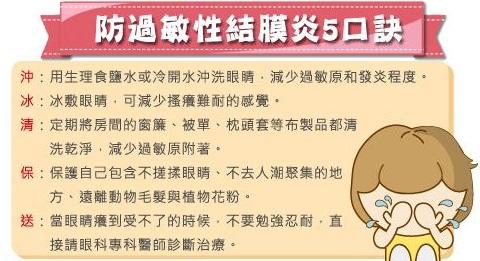 防過敏性結膜炎5口訣
沖：用生理食鹽水或冷開水沖洗眼睛，減少過敏原和發炎程度。
冰：冰敷眼睛，可減少搔癢難耐的感覺。
清：定期將房間的窗簾、被單、枕頭套等布製品都清
洗乾淨，減少過敏原附著。
保：保護自己包含不搓揉眼睛、不去人潮聚集的地
方、遠離動物毛髮與植物花粉。
送：當眼睛癢到受不了的時候，不要勉強忍耐，直
接請眼科專科醫師診斷治療。